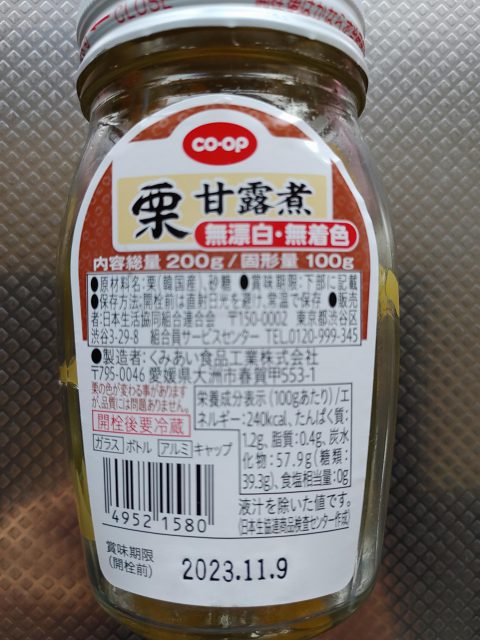 CLOSE
CO·OP
栗 甘露煮
無漂白・無着色
内容総量 200g/固形量 100g
●原材料名:栗(韓国産)、砂糖 ●賞味期限:下部に記載
●保存方法:開栓前は直射日光を避け、常温で保存 ●販売
者:日本生活協同組合連合会 〒150-0002 東京都渋谷区
渋谷3-29-8 組合員サービスセンター TEL.0120-999-345
●製造者:くみあい食品工業株式会社
〒795-0046 愛媛県大洲市春賀甲553-1
栗の色が変わる事があります
が、品質には問題ありません。
開栓後要冷蔵
ガラス ボトル アルミ キャップ
栄養成分表示(100gあたり)/エ
ネルギー:240kcal、たんぱく質:
1.2g、脂質:0.4g、炭水
化物:57.9g(糖類:
39.3g)、食塩相当量:0g
液汁を除いた値です。
(日本生協連商品検査センター作成)
4952 1580
賞味期限
(開栓前)
2023.11.9